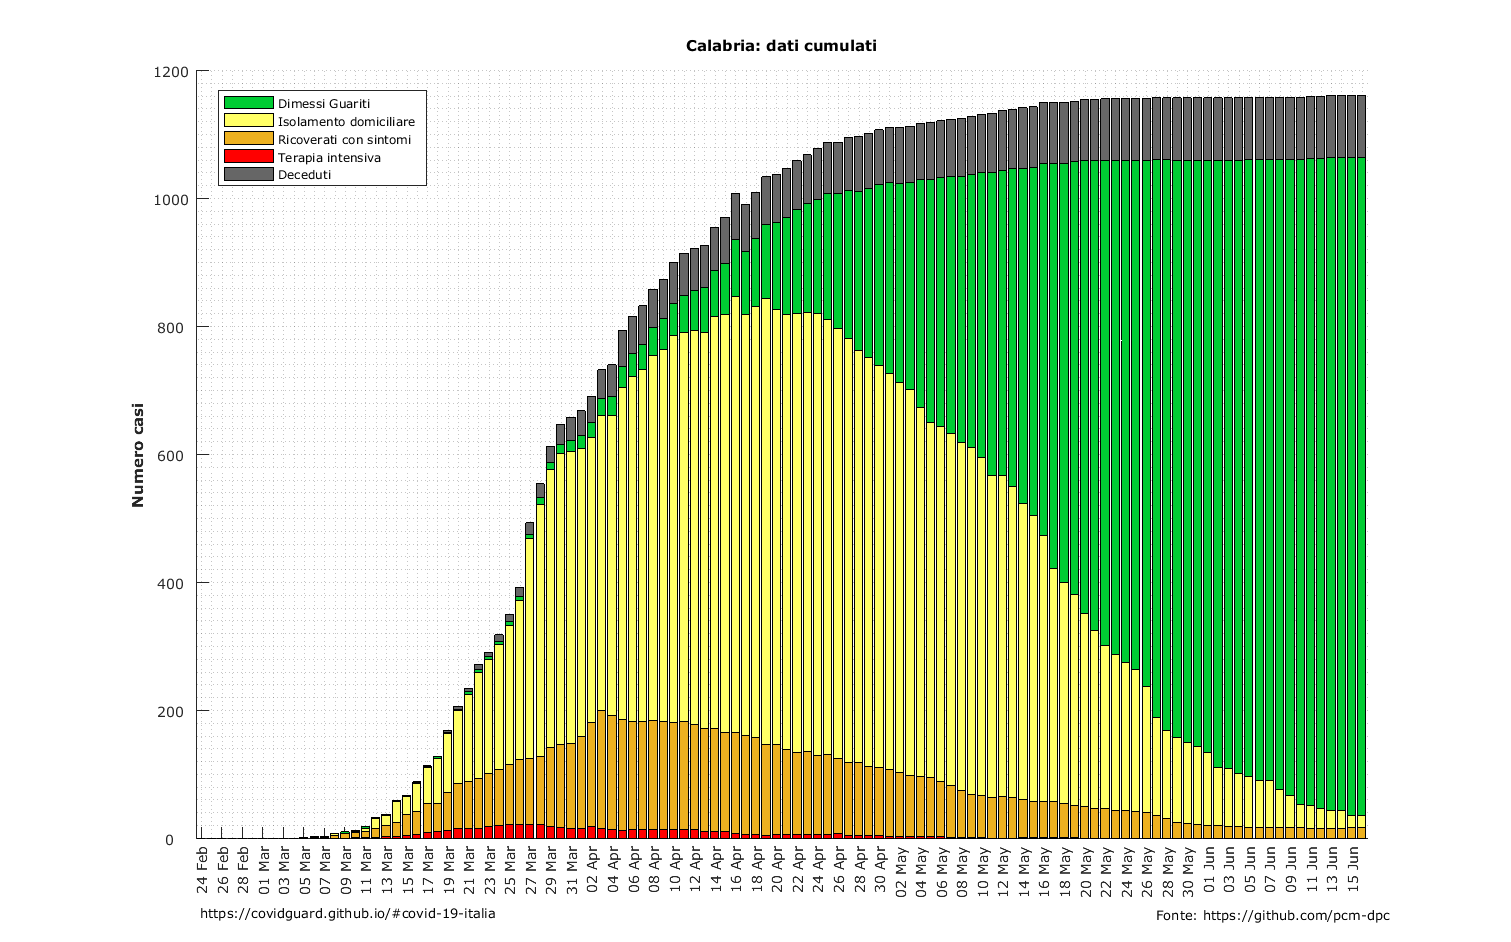 Calabria: dati cumulati
1200
1000
800
600
400
200
0
Numero casi
Dimessi Guariti
Isolamento domiciliare
Ricoverati con sintomi
Terapia intensiva
Deceduti
24 Feb
26 Feb
28 Feb
01 Mar
03 Mar
05 Mar
07 Mar
09 Mar
11 Mar
13 Mar
15 Mar
17 Mar
19 Mar
21 Mar
23 Mar
25 Mar
27 Mar
29 Mar
31 Mar
02 Apr
04 Apr
06 Apr
08 Apr
10 Apr
12 Apr
14 Apr
16 Apr
18 Apr
20 Apr
22 Apr
24 Apr
26 Apr
28 Apr
30 Apr
02 May
04 May
06 May
08 May
10 May
12 May
14 May
16 May
18 May
20 May
22 May
24 May
26 May
28 May
30 May
01 Jun
03 Jun
05 Jun
07 Jun
09 Jun
11 Jun
13 Jun
15 Jun
https://covidguard.github.io/#covid-19-italia
Fonte: https://github.com/pcm-dpc